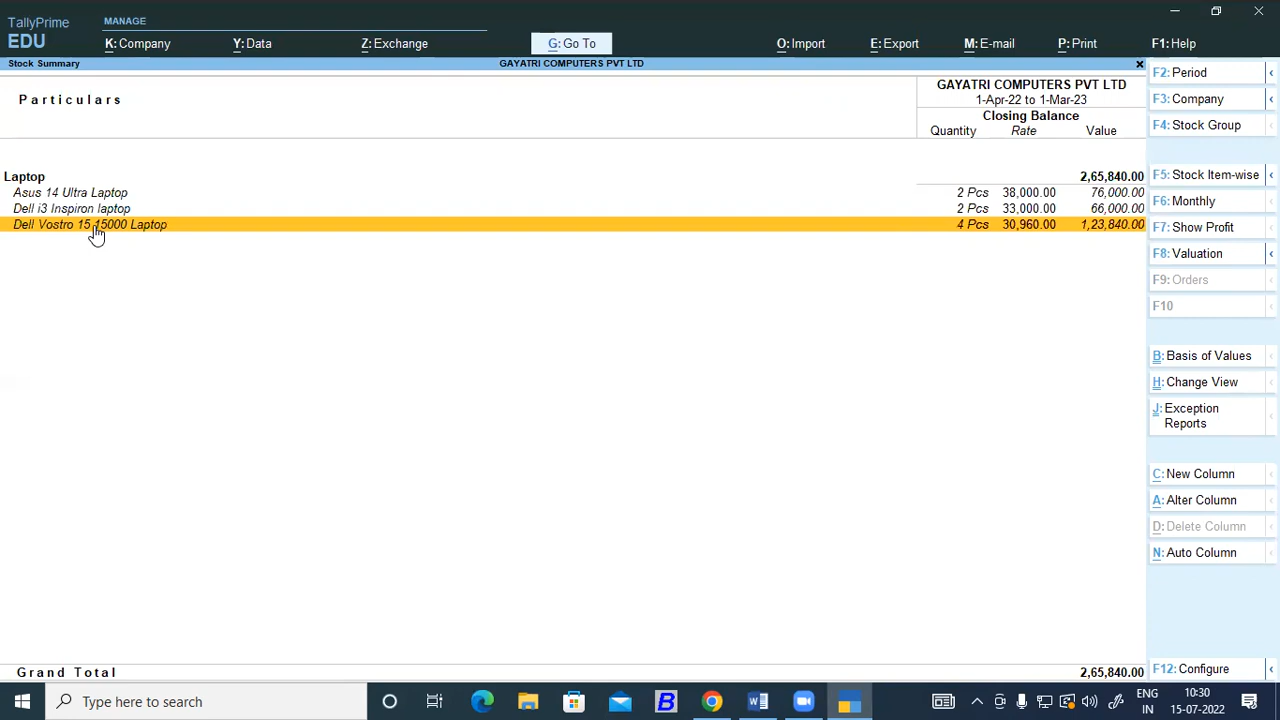 TallyPrime
EDU
MANAGE
K: Company
Y: Data
Z: Exchange
G: Go To
O: Import
E: Export
M: E-mail
P: Print
F1: Help
Stock Summary
GAYATRI COMPUTERS PVT LTD
Particulars
GAYATRI COMPUTERS PVT LTD
1-Apr-22 to 1-Mar-23
Closing Balance
Quantity Rate Value
Laptop 2,65,840.00
Asus 14 Ultra Laptop 2 Pcs 38,000.00 76,000.00
Dell i3 Inspiron laptop 2 Pcs 33,000.00 66,000.00
Dell Vostro 15 15000 Laptop 4 Pcs 30,960.00 1,23,840.00
Grand Total 2,65,840.00
F2: Period
F3: Company
F4: Stock Group
F5: Stock Item-wise
F6: Monthly
F7: Show Profit
F8: Valuation
F9: Orders
F10
B: Basis of Values
H: Change View
J: Exception
Reports
C: New Column
A: Alter Column
D: Delete Column
N: Auto Column
F12: Configure
Type here to search
B
ENG
IN
10:30
15-07-2022